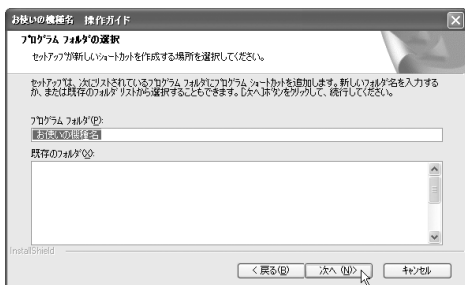 お使いの機種名 操作ガイド
ﾌﾟﾛｸﾞﾗﾑ ﾌｫﾙﾀﾞの選択
ｾｯﾄｱｯﾌﾟが新しいｼｮｰﾄｶｯﾄを作成する場所を選択してください。
ｾｯﾄｱｯﾌﾟは、次にﾘｽﾄされているﾌﾟﾛｸﾞﾗﾑ ﾌｫﾙﾀﾞにﾌﾟﾛｸﾞﾗﾑ ｼｮｰﾄｶｯﾄを追加します。新しいﾌｫﾙﾀﾞ名を入力する
か、または既存のﾌｫﾙﾀﾞ ﾘｽﾄから選択することもできます。[次へ]ﾎﾞﾀﾝをｸﾘｯｸして、続行してください。
ﾌﾟﾛｸﾞﾗﾑ ﾌｫﾙﾀﾞ(P):
お使いの機種名
既存のﾌｫﾙﾀﾞ(X):
InstallShield
< 戻る(B) 次へ (N)> ｷｬﾝｾﾙ